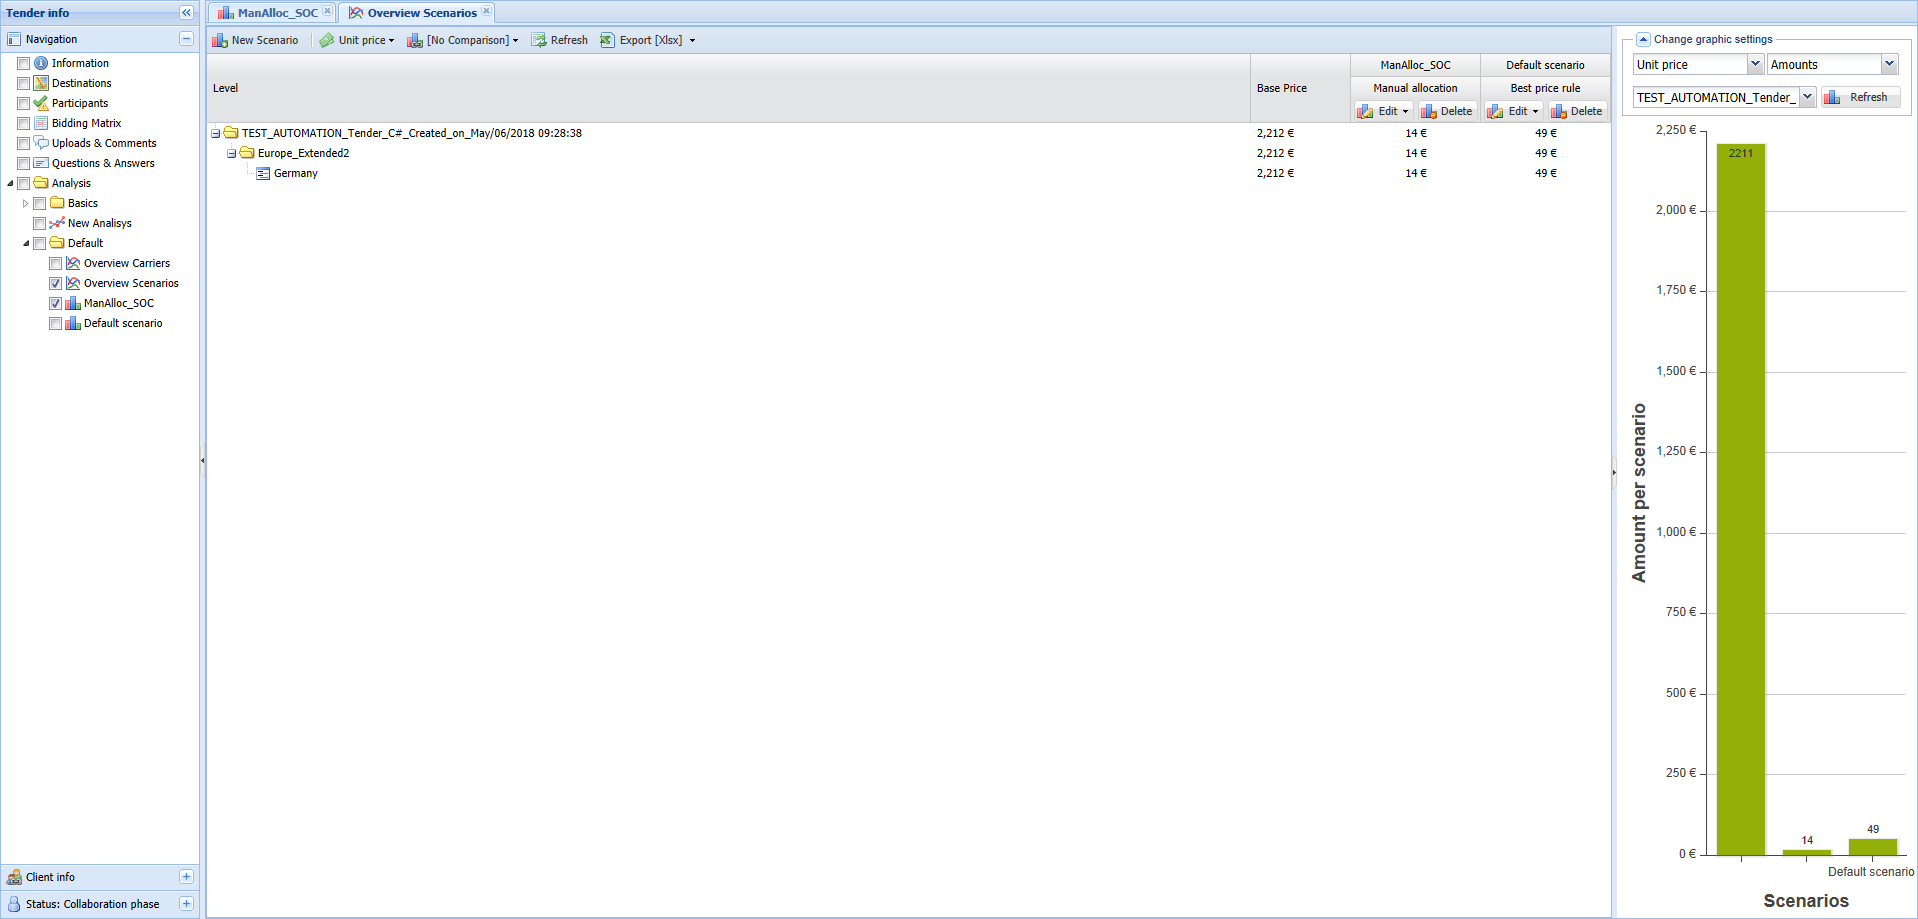 Tender info
Navigation
Information
Destinations
Participants
Bidding Matrix
Uploads & Comments
Questions & Answers
Analysis
Basics
New Analisys
Default
Overview Carriers
Overview Scenarios
ManAlloc_SOC
Default scenario
Client info
Status: Collaboration phase
ManAlloc_SOC Overview Scenarios
New Scenario Unit price [No Comparison] Refresh Export [Xlsx]
Level Base Price
ManAlloc_SOC Default scenario
Manual allocation Best price rule
Edit Delete Edit Delete
TEST_AUTOMATION_Tender_C#_Created_on_May/06/2018 09:28:38 2,212 € 14 € 49 €
Europe_Extended2 2,212 € 14 € 49 €
Germany 2,212 € 14 € 49 €
Change graphic settings
Unit price Amounts
TEST_AUTOMATION_Tender_ Refresh
2,250 €
2211
2,000 €
1,750 €
1,500 €
1,250 €
1,000 €
750 €
500 €
250 €
0 €
14
49
Amount per scenario
Default scenario
Scenarios